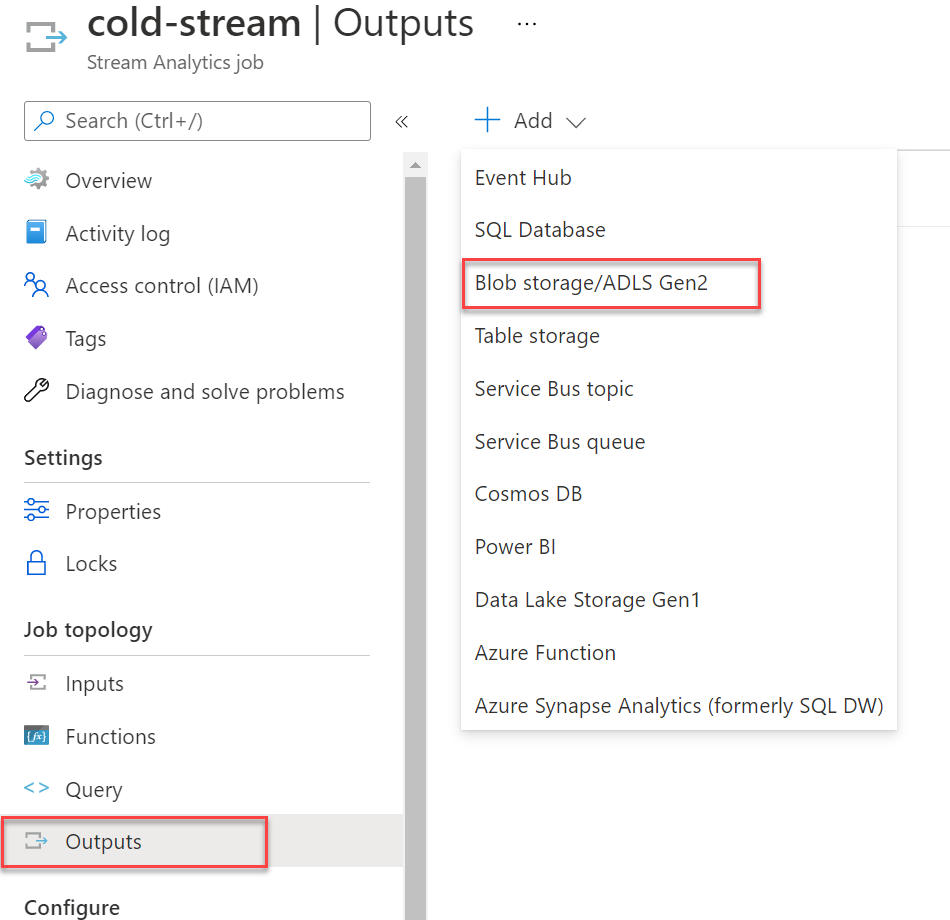 cold-stream | Outputs ...
Stream Analytics job
Search (Ctrl+/)
«
Overview
Activity log
Access control (IAM)
Tags
Diagnose and solve problems
Settings
Properties
Locks
Job topology
Inputs
Functions
Query
Outputs
Configure
Add
Event Hub
SQL Database
Blob storage/ADLS Gen2
Table storage
Service Bus topic
Service Bus queue
Cosmos DB
Power BI
Data Lake Storage Gen1
Azure Function
Azure Synapse Analytics (formerly SQL DW)